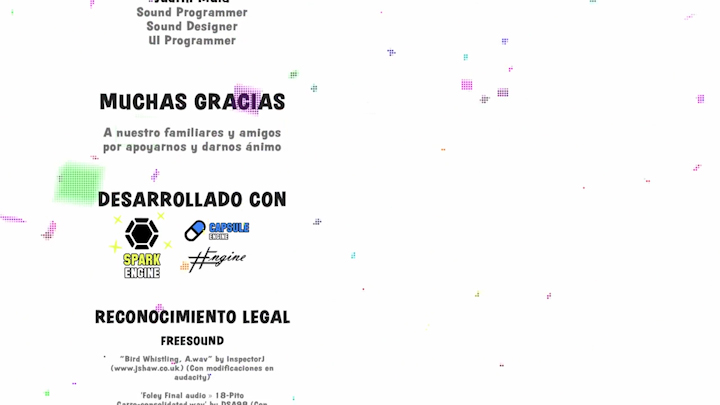 Sound Programmer
Sound Designer
UI Programmer
MUCHAS GRACIAS
A nuestro familiares y amigos
por apoyarnos y darnos ánimo
DESARROLLADO CON
SPARK
ENGINE
CAPSULE
ENGINE
#Engine
RECONOCIMIENTO LEGAL
FREESOUND
"Bird Whistling, A.wav" by InspectorJ
(www.jshaw.co.uk) (Con modificaciones en
audacity)
'Foley Final audio » 18-Pito